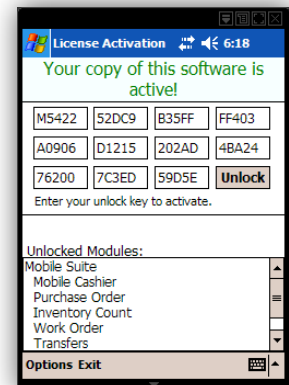 License Activation 6:18
Your copy of this software is
active!
M5422 52DC9 B35FF FF403
A0906 D1215 202AD 4BA24
76200 7C3ED 59D5E Unlock
Enter your unlock key to activate.
Unlocked Modules:
Mobile Suite
Mobile Cashier
Purchase Order
Inventory Count
Work Order
Transfers
Options Exit